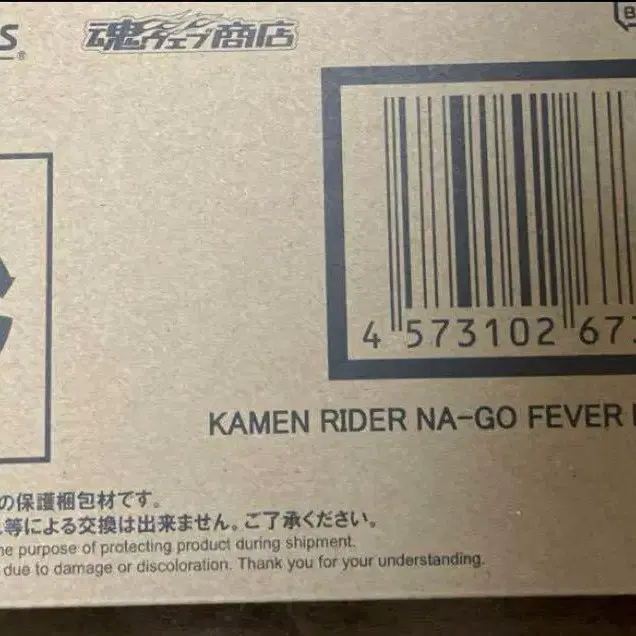 魂ウェブ商店
4 573102 673
KAMEN RIDER NA-GO FEVER
の保護梱包材です。
等による交換は出来ません。ご了承ください。
he purpose of protecting product during shipment.
due to damage or discoloration. Thank you for your understanding.